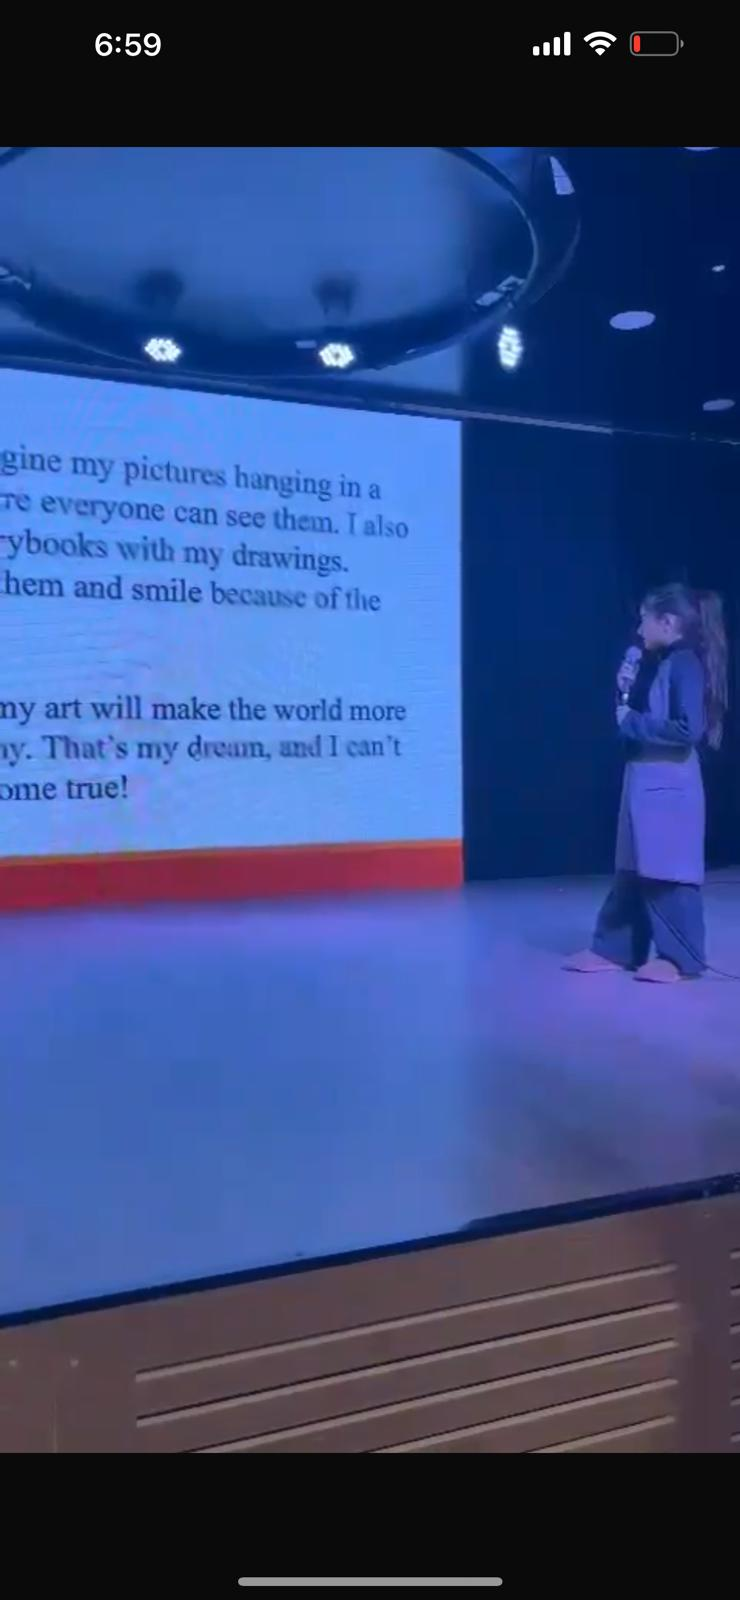 6:59
gine my pictures hanging in a
re everyone can see them. I also
rybooks with my drawings.
hem and smile because of the
my art will make the world more
y. That's my dream, and I can't
ome true!